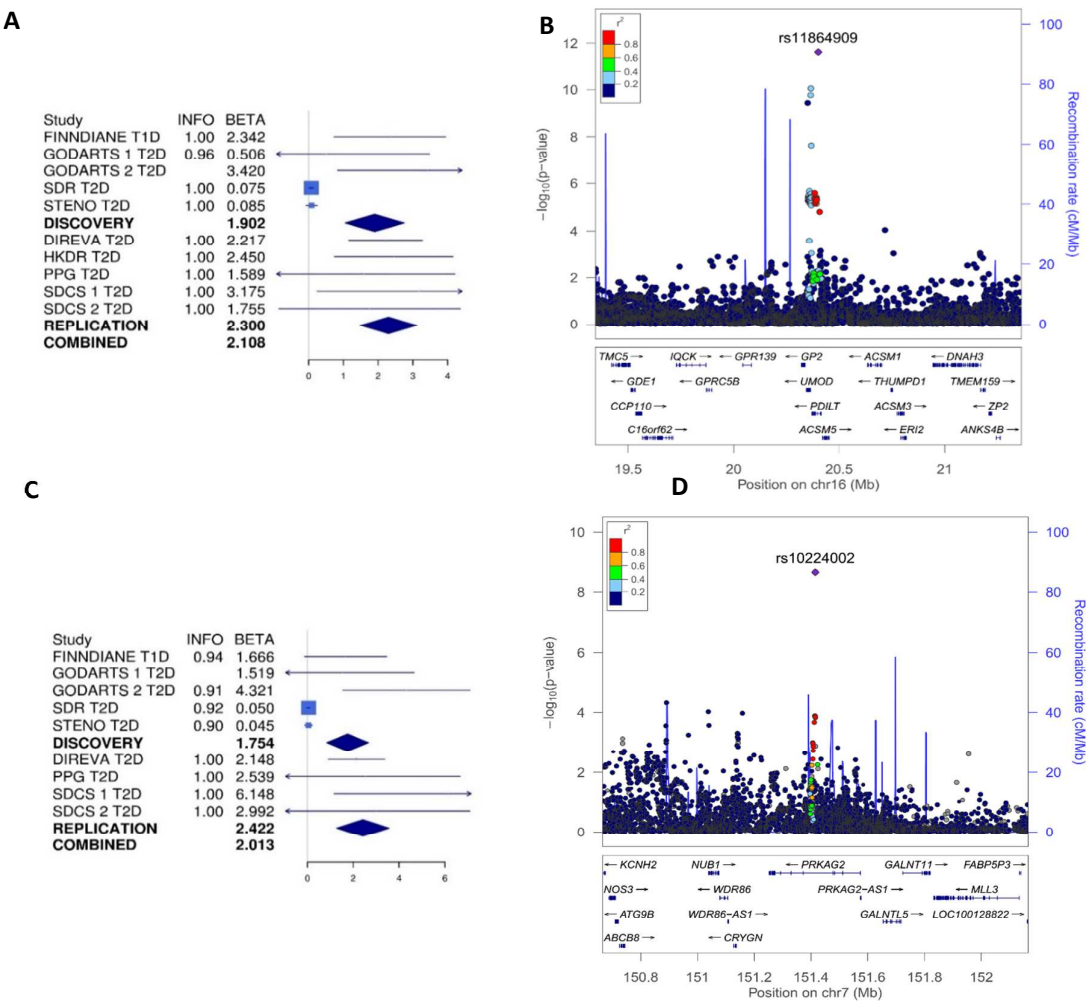 A
Study INFO BETA
FINNDIANE T1D 1.00 2.342
GODARTS 1 T2D 0.96 0.506
GODARTS 2 T2D 3.420
SDR T2D 1.00 0.075
STENO T2D 1.00 0.085
DISCOVERY 1.902
DIREVA T2D 1.00 2.217
HKDR T2D 1.00 2.450
PPG T2D 1.00 1.589
SDCS 1 T2D 1.00 3.175
SDCS 2 T2D 1.00 1.755
REPLICATION 2.300
COMBINED 2.108
0 1 2 3 4
B
r²
0.8
0.6
0.4
0.2
rs11864909
−log₁₀(p−value)
12
10
8
6
4
2
0
Recombination rate (cM/Mb)
100
80
60
40
20
0
TMC5 → IQCK → ← GPR139 ← GP2 ← ACSM1 ← DNAH3
← GDE1 ← GPRC5B ← UMOD ← THUMPD1 TMEM159 →
CCP110 → ← PDILT ACSM3 → ← ZP2
C16orf62 → ACSM5 → ← ERI2 ANKS4B →
19.5 20 20.5 21
Position on chr16 (Mb)
C
Study INFO BETA
FINNDIANE T1D 0.94 1.666
GODARTS 1 T2D 1.519
GODARTS 2 T2D 0.91 4.321
SDR T2D 0.92 0.050
STENO T2D 0.90 0.045
DISCOVERY 1.754
DIREVA T2D 1.00 2.148
PPG T2D 1.00 2.539
SDCS 1 T2D 1.00 6.148
SDCS 2 T2D 1.00 2.992
REPLICATION 2.422
COMBINED 2.013
0 2 4 6
D
r²
0.8
0.6
0.4
0.2
rs10224002
−log₁₀(p−value)
10
8
6
4
2
0
Recombination rate (cM/Mb)
100
80
60
40
20
0
← KCNH2 NUB1 → ← PRKAG2 GALNT11 → FABP5P3 →
NOS3 → ← WDR86 PRKAG2−AS1 → ← MLL3
← ATG9B WDR86−AS1 → GALNTL5 → LOC100128822 →
ABCB8 → ← CRYGN
150.8 151 151.2 151.4 151.6 151.8 152
Position on chr7 (Mb)